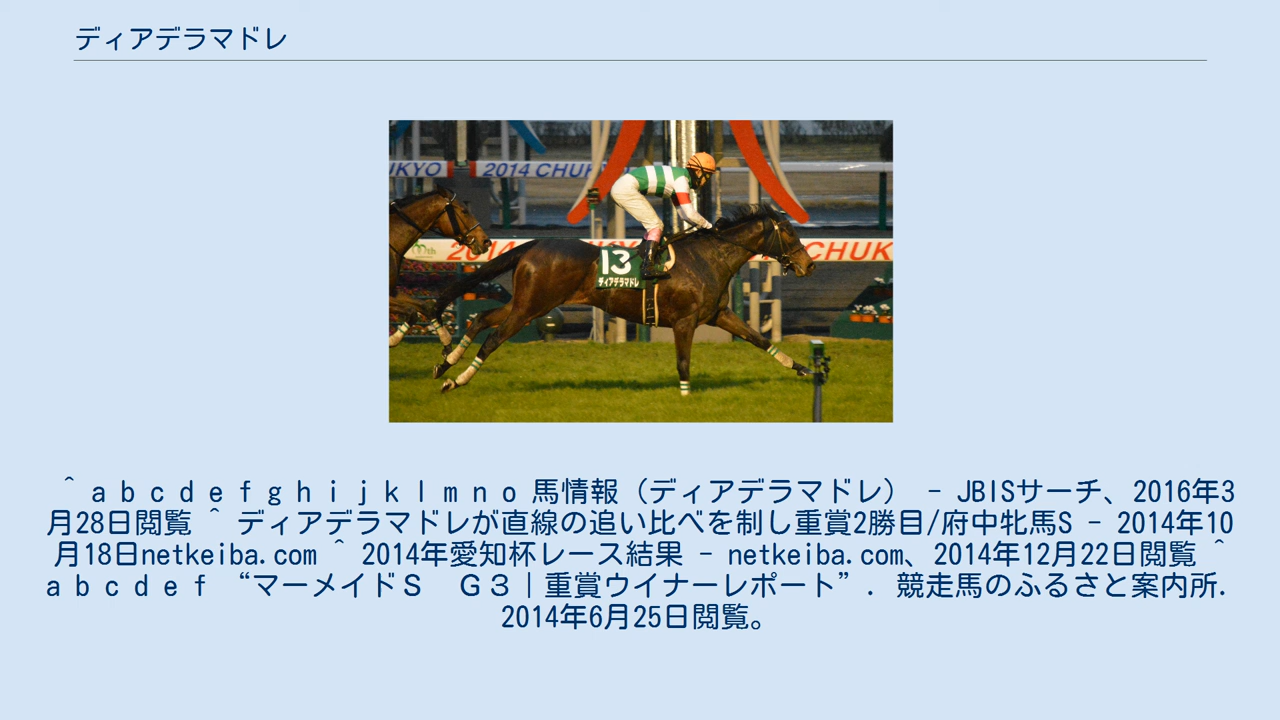 ディアデラマドレ
UKYO
2014 CHUK
2014
CHUK
13
ディアデラマドレ
^ a b c d e f g h i j k l m n o 馬情報（ディアデラマドレ） - JBISサーチ、2016年3
月28日閲覧 ^ ディアデラマドレが直線の追い比べを制し重賞2勝目/府中牝馬S - 2014年10
月18日netkeiba.com ^ 2014年愛知杯レース結果 - netkeiba.com、2014年12月22日閲覧 ^
a b c d e f “マーメイドＳ　Ｇ３｜重賞ウイナーレポート”. 競走馬のふるさと案内所.
2014年6月25日閲覧。